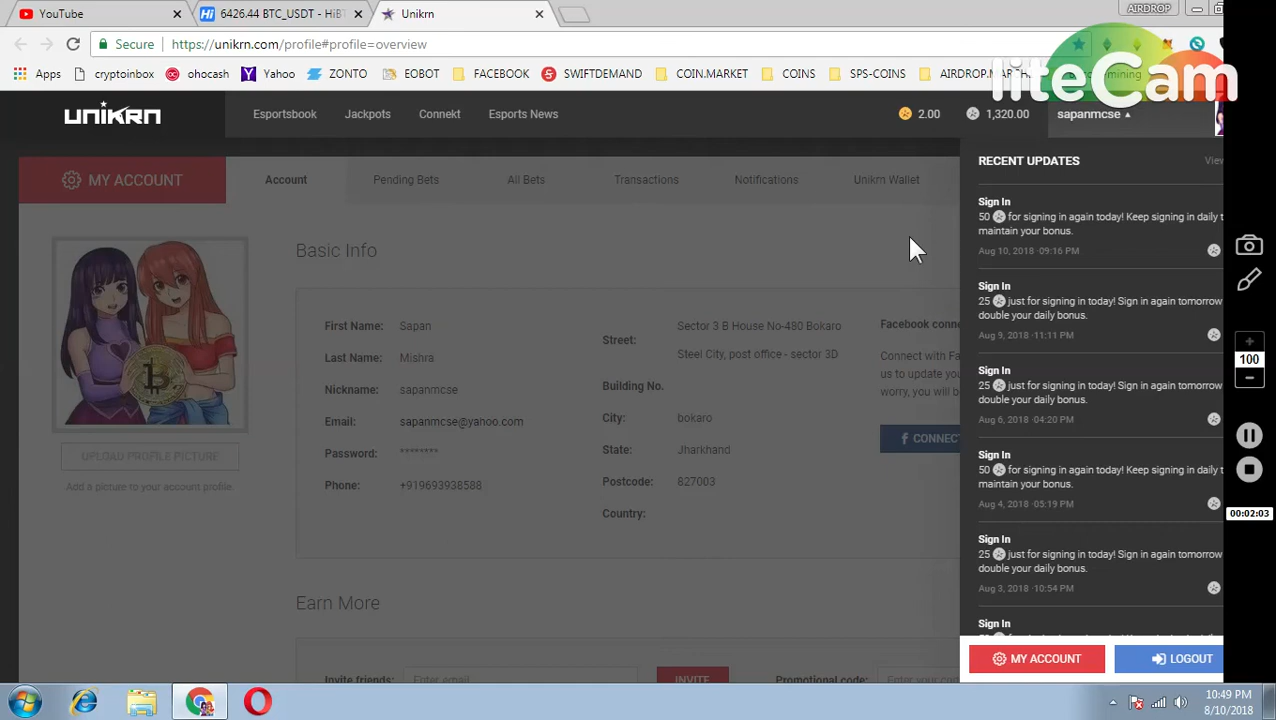 YouTube
6426.44 BTC_USDT - HiBT
Unikrn
AIRDROP
Secure
https://unikrn.com/profile#profile=overview
Apps
cryptoinbox
ohocash
Yahoo
ZONTO
EOBOT
FACEBOOK
SWIFTDEMAND
COIN.MARKET
COINS
SPS-COINS
mining
liteCam
UNIKRN
Esportsbook
Jackpots
Connekt
Esports News
2.00
1,320.00
sapanmcse
MY ACCOUNT
Account
Pending Bets
All Bets
Transactions
Notifications
Unikrn Wallet
RECENT UPDATES
Sign In
50 for signing in again today! Keep signing in daily t
maintain your bonus.
Aug 10, 2018 ·09:16 PM
Sign In
25 just for signing in today! Sign in again tomorrow
double your daily bonus.
Aug 9, 2018 ·11:11 PM
Sign In
25 just for signing in today! Sign in again tomorrow
double your daily bonus.
Aug 6, 2018 ·04:20 PM
Sign In
50 for signing in again today! Keep signing in daily t
maintain your bonus.
Aug 4, 2018 ·05:19 PM
Sign In
25 just for signing in today! Sign in again tomorrow
double your daily bonus.
Aug 3, 2018 ·10:54 PM
Sign In
MY ACCOUNT
LOGOUT
Basic Info
First Name: Sapan
Last Name: Mishra
Nickname: sapanmcse
Email: sapanmcse@yahoo.com
Password: ********
Phone: +919693938588
Street: Sector 3 B House No-480 Bokaro
Steel City, post office - sector 3D
Building No.
City: bokaro
State: Jharkhand
Postcode: 827003
Country:
Facebook conne
Connect with Fa
us to update you
worry, you will b
CONNECT
UPLOAD PROFILE PICTURE
Add a picture to your account profile.
Earn More
Invite friends: Enter email
INVITE
Promotional code: Enter your co
100
00:02:03
10:49 PM
8/10/2018